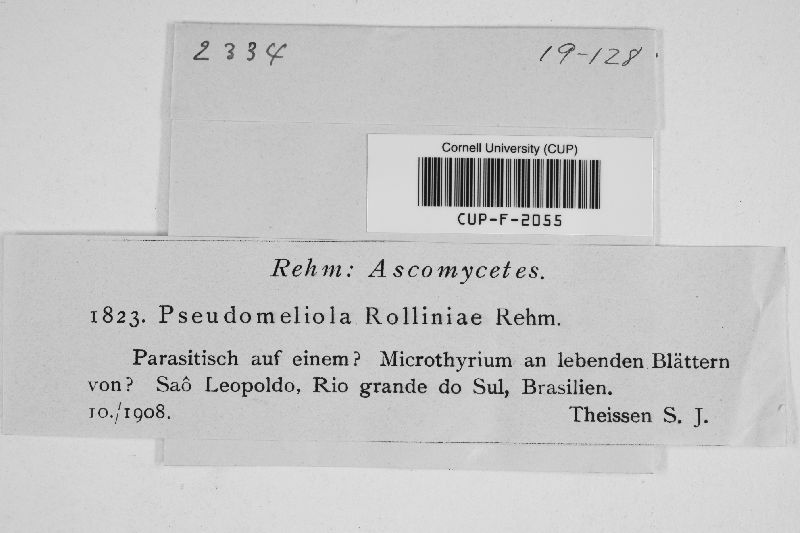 2334 19-128
Cornell University (CUP)
CUP-F-2055
Rehm: Ascomycetes.
1823. Pseudomeliola Rolliniae Rehm.
Parasitisch auf einem? Microthyrium an lebenden Blättern
von? Saô Leopoldo, Rio grande do Sul, Brasilien.
10./1908. Theissen S. J.